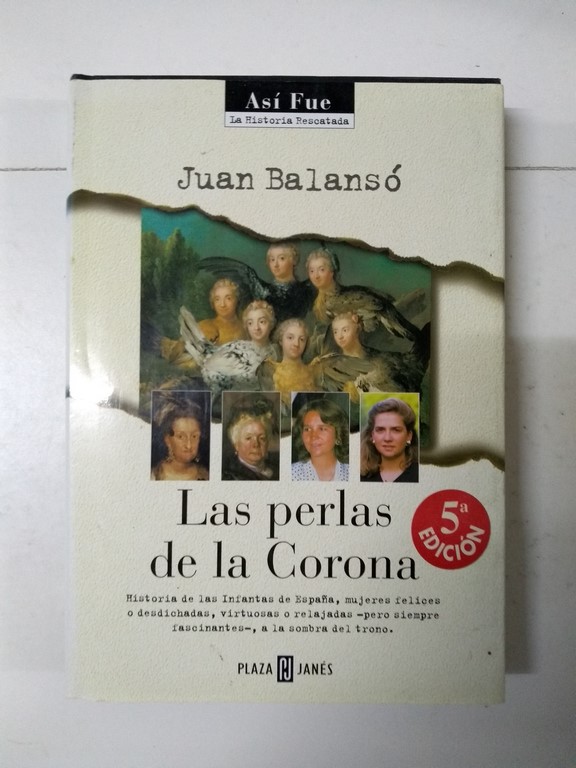 Así Fue
La Historia Rescatada
Juan Balansó
Las perlas
de la Corona
5ª
EDICIÓN
Historia de las Infantas de España, mujeres felices
o desdichadas, virtuosas o relajadas -pero siempre
fascinantes-, a la sombra del trono.
PLAZA PJ JANÉS